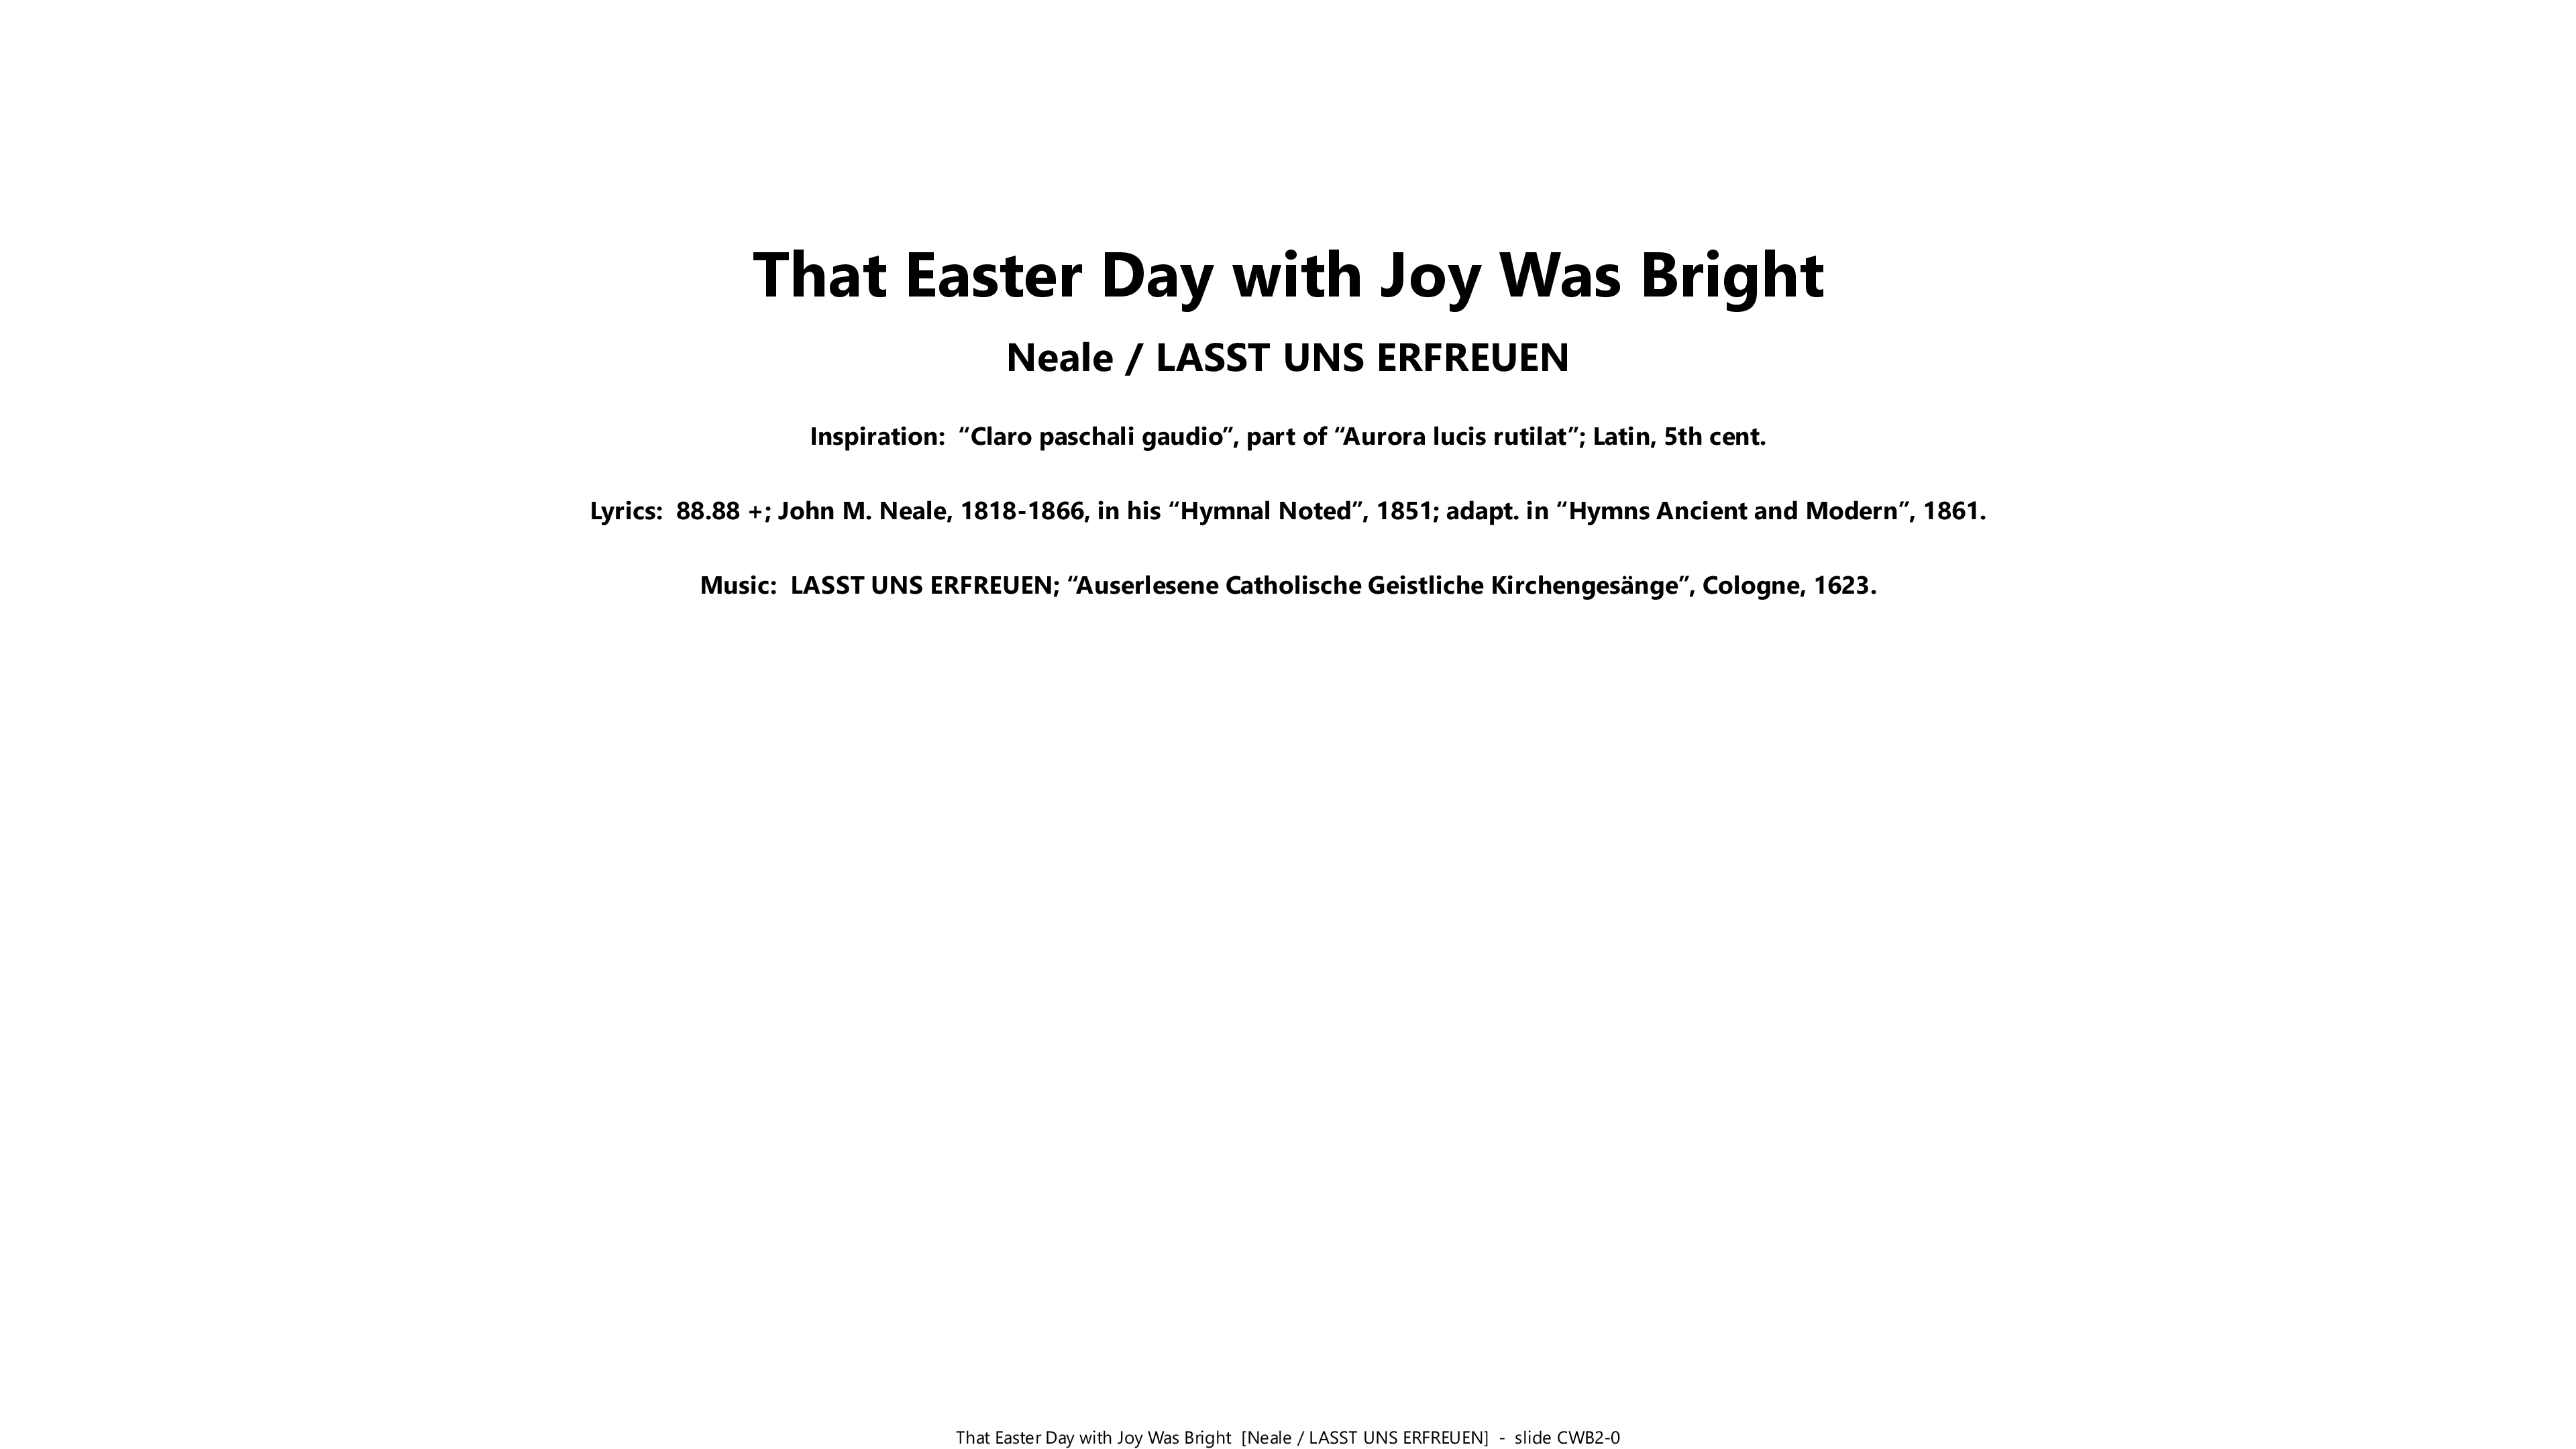 That Easter Day with Joy Was Bright
Neale / LASST UNS ERFREUEN
Inspiration:  “Claro paschali gaudio”, part of “Aurora lucis rutilat”; Latin, 5th cent.
Lyrics:  88.88 +; John M. Neale, 1818-1866, in his “Hymnal Noted”, 1851; adapt. in “Hymns Ancient and Modern”, 1861.
Music:  LASST UNS ERFREUEN; “Auserlesene Catholische Geistliche Kirchengesänge”, Cologne, 1623.
That Easter Day with Joy Was Bright  [Neale / LASST UNS ERFREUEN]  -  slide CWB2-0